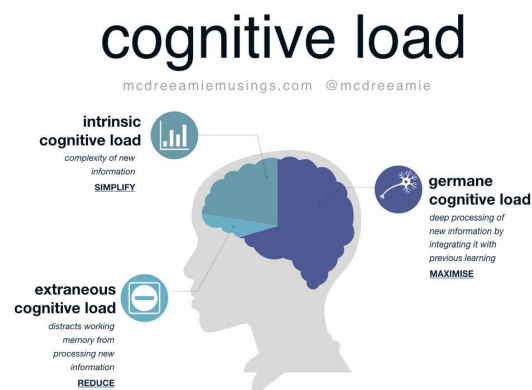 cognitive load
mcdreeamiemusings.com @mcdreeamie
intrinsic
cognitive load
complexity of new
information
SIMPLIFY
germane
cognitive load
deep processing of
new information by
integrating it with
previous learning
MAXIMISE
extraneous
cognitive load
distracts working
memory from
processing new
information
REDUCE